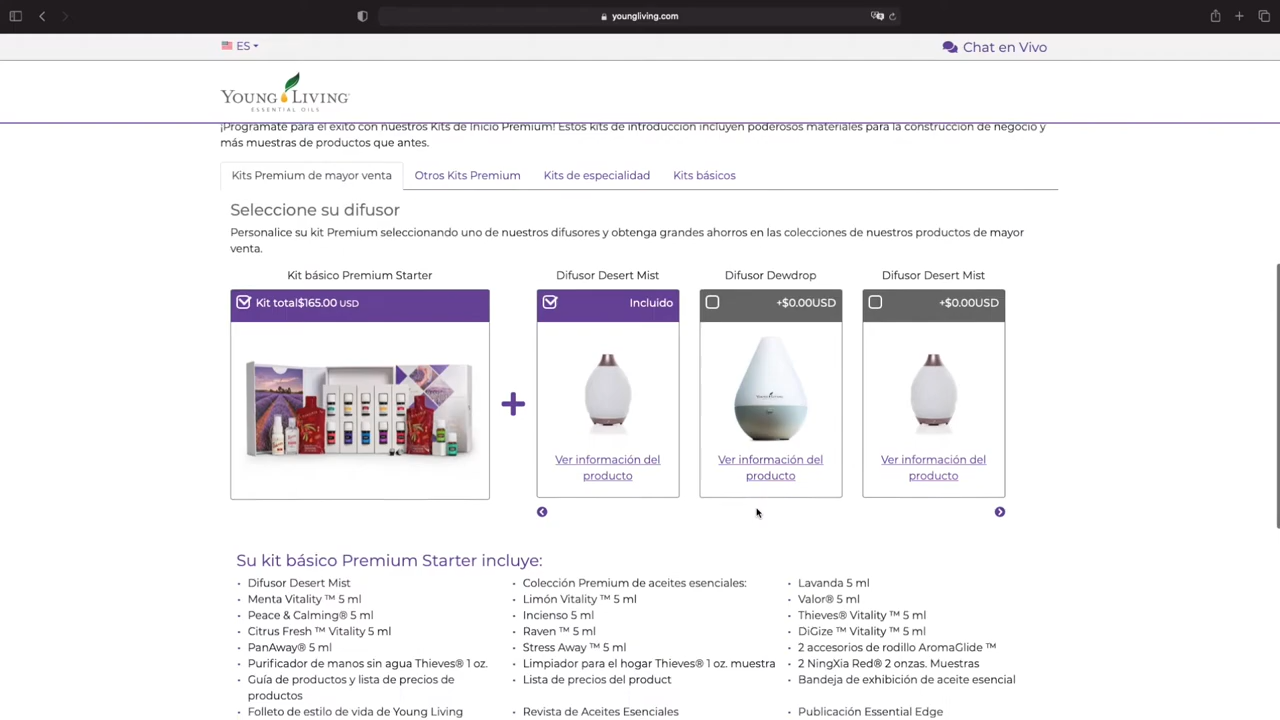 youngliving.com
ES
Chat en Vivo
YOUNG LIVING
ESSENTIAL OILS
¡Prográmate para el éxito con nuestros Kits de Inicio Premium! Estos kits de introducción incluyen poderosos materiales para la construcción de negocio y
más muestras de productos que antes.
Kits Premium de mayor venta
Otros Kits Premium
Kits de especialidad
Kits básicos
Seleccione su difusor
Personalice su kit Premium seleccionando uno de nuestros difusores y obtenga grandes ahorros en las colecciones de nuestros productos de mayor
venta.
Kit básico Premium Starter
Difusor Desert Mist
Difusor Dewdrop
Difusor Desert Mist
Kit total$165.00 USD
Incluido
+$0.00USD
+$0.00USD
YOUNG LIVING
Ver información del
producto
Ver información del
producto
Ver información del
producto
Su kit básico Premium Starter incluye:
• Difusor Desert Mist
• Menta Vitality ™ 5 ml
• Peace & Calming® 5 ml
• Citrus Fresh ™ Vitality 5 ml
• PanAway® 5 ml
• Purificador de manos sin agua Thieves® 1 oz.
• Guía de productos y lista de precios de
productos
• Folleto de estilo de vida de Young Living
• Colección Premium de aceites esenciales:
• Limón Vitality ™ 5 ml
• Incienso 5 ml
• Raven ™ 5 ml
• Stress Away ™ 5 ml
• Limpiador para el hogar Thieves® 1 oz. muestra
• Lista de precios del product
• Revista de Aceites Esenciales
• Lavanda 5 ml
• Valor® 5 ml
• Thieves® Vitality ™ 5 ml
• DiGize ™ Vitality ™ 5 ml
• 2 accesorios de rodillo AromaGlide ™
• 2 NingXia Red® 2 onzas. Muestras
• Bandeja de exhibición de aceite esencial
• Publicación Essential Edge